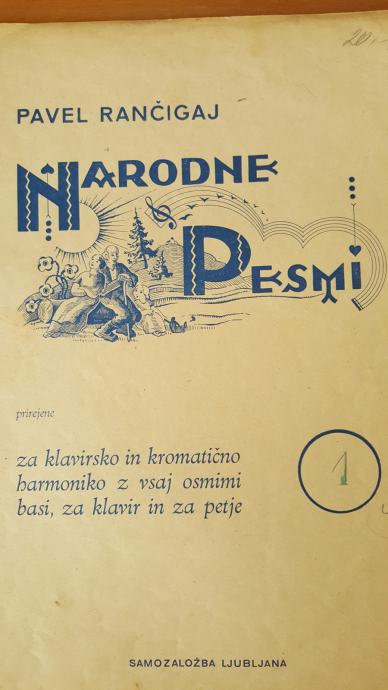 20.-
PAVEL RANČIGAJ
NARODNE
PESMI
prirejene
za klavirsko in kromatično
harmoniko z vsaj osmimi
basi, za klavir in za petje
1
SAMOZALOŽBA LJUBLJANA